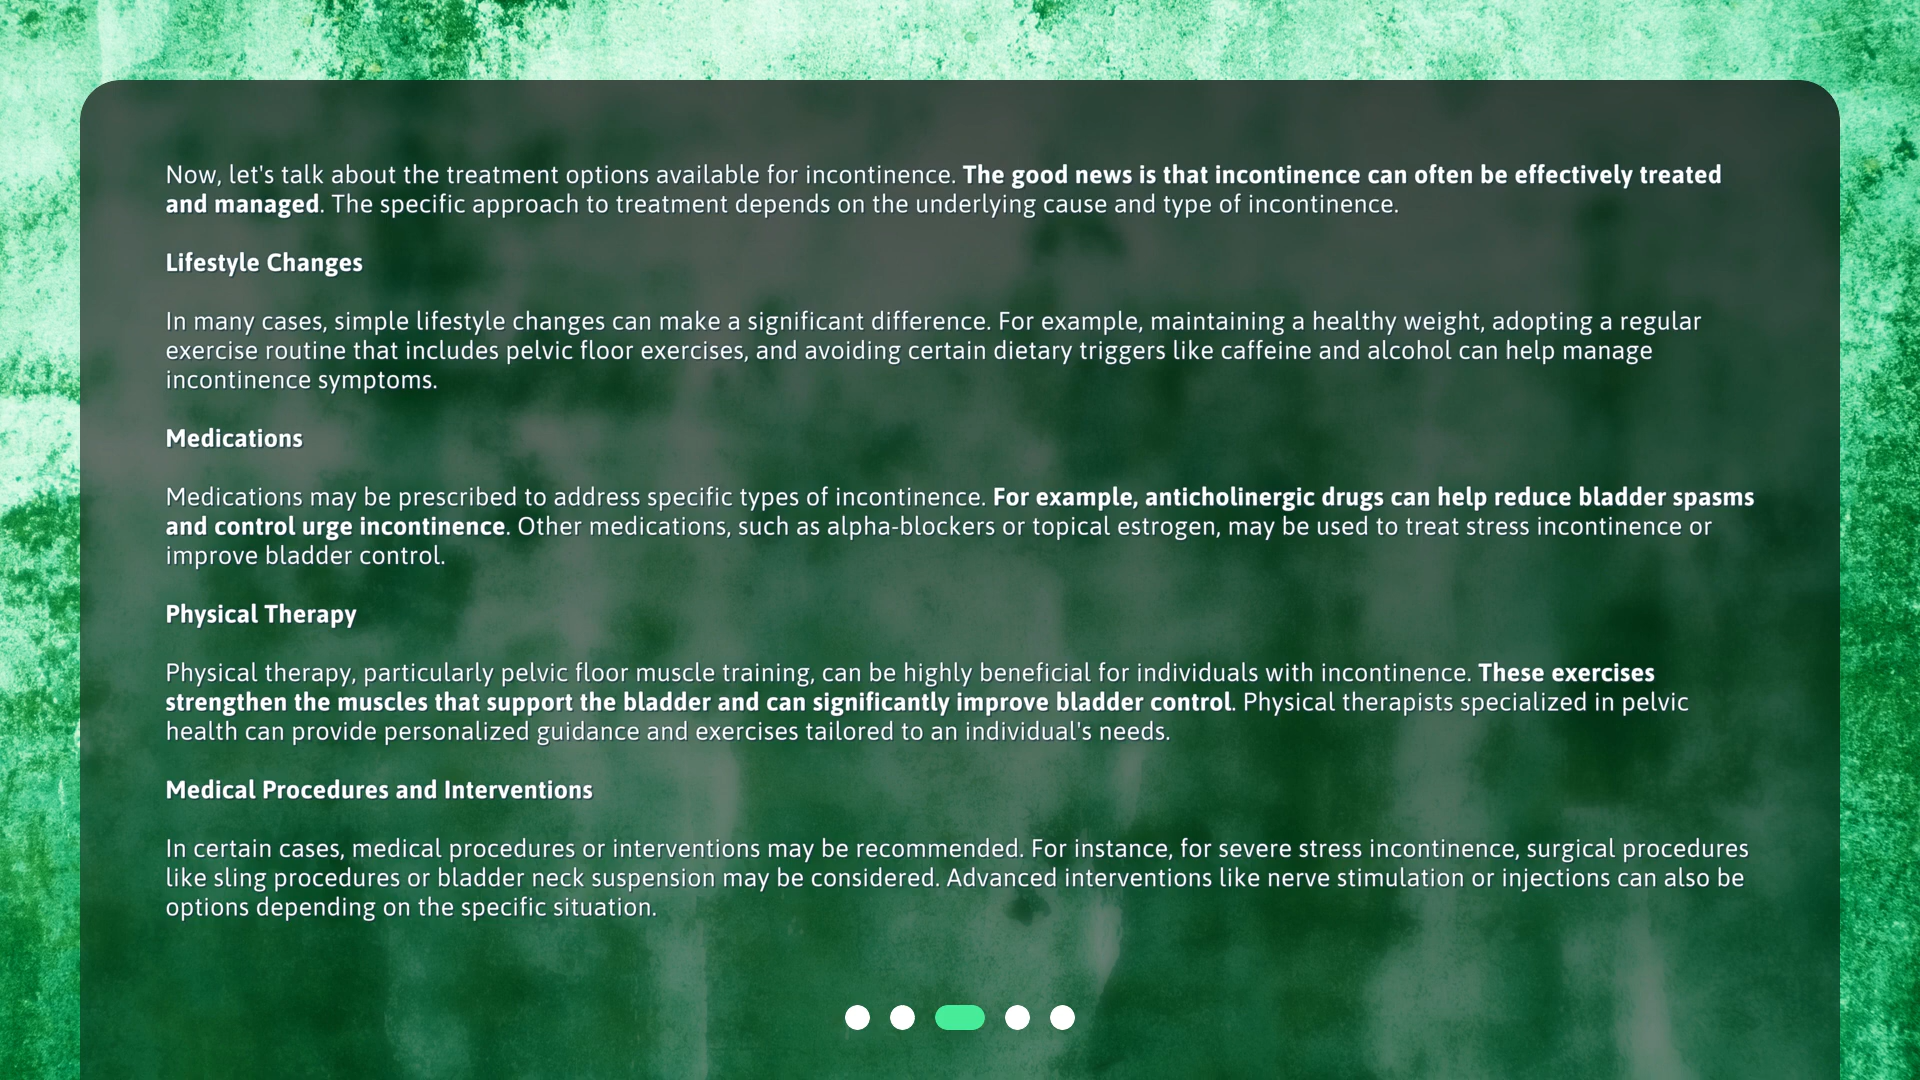 Now, let's talk about the treatment options available for incontinence. The good news is that incontinence can often be effectively treated
and managed. The specific approach to treatment depends on the underlying cause and type of incontinence.
Lifestyle Changes
In many cases, simple lifestyle changes can make a significant difference. For example, maintaining a healthy weight, adopting a regular
exercise routine that includes pelvic floor exercises, and avoiding certain dietary triggers like caffeine and alcohol can help manage
incontinence symptoms.
Medications
Medications may be prescribed to address specific types of incontinence. For example, anticholinergic drugs can help reduce bladder spasms
and control urge incontinence. Other medications, such as alpha-blockers or topical estrogen, may be used to treat stress incontinence or
improve bladder control.
Physical Therapy
Physical therapy, particularly pelvic floor muscle training, can be highly beneficial for individuals with incontinence. These exercises
strengthen the muscles that support the bladder and can significantly improve bladder control. Physical therapists specialized in pelvic
health can provide personalized guidance and exercises tailored to an individual's needs.
Medical Procedures and Interventions
In certain cases, medical procedures or interventions may be recommended. For instance, for severe stress incontinence, surgical procedures
like sling procedures or bladder neck suspension may be considered. Advanced interventions like nerve stimulation or injections can also be
options depending on the specific situation.